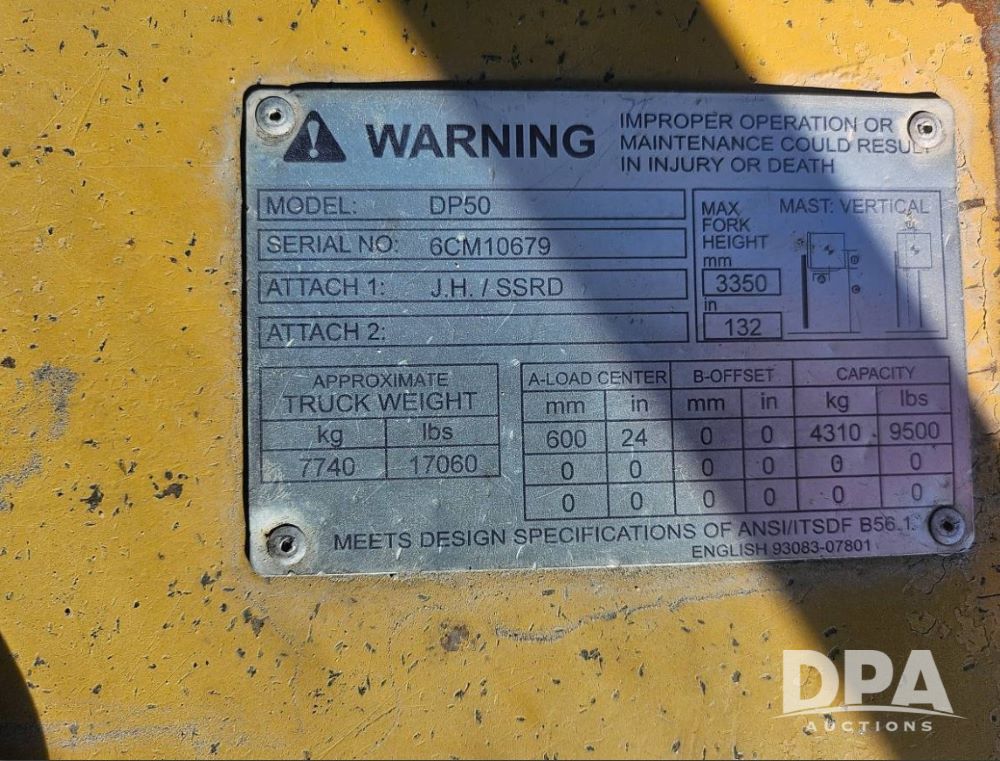 WARNING
IMPROPER OPERATION OR
MAINTENANCE COULD RESULT
IN INJURY OR DEATH
MODEL: DP50
SERIAL NO: 6CM10679
ATTACH 1: J.H. / SSRD
ATTACH 2:
MAX FORK HEIGHT
mm
3350
in
132
MAST: VERTICAL
APPROXIMATE
TRUCK WEIGHT
kg lbs
7740 17060
A-LOAD CENTER B-OFFSET CAPACITY
mm in mm in kg lbs
600 24 0 0 4310 9500
0 0 0 0 0 0
0 0 0 0 0 0
MEETS DESIGN SPECIFICATIONS OF ANSI/ITSDF B56.1.
ENGLISH 93083-07801
DPA
AUCTIONS